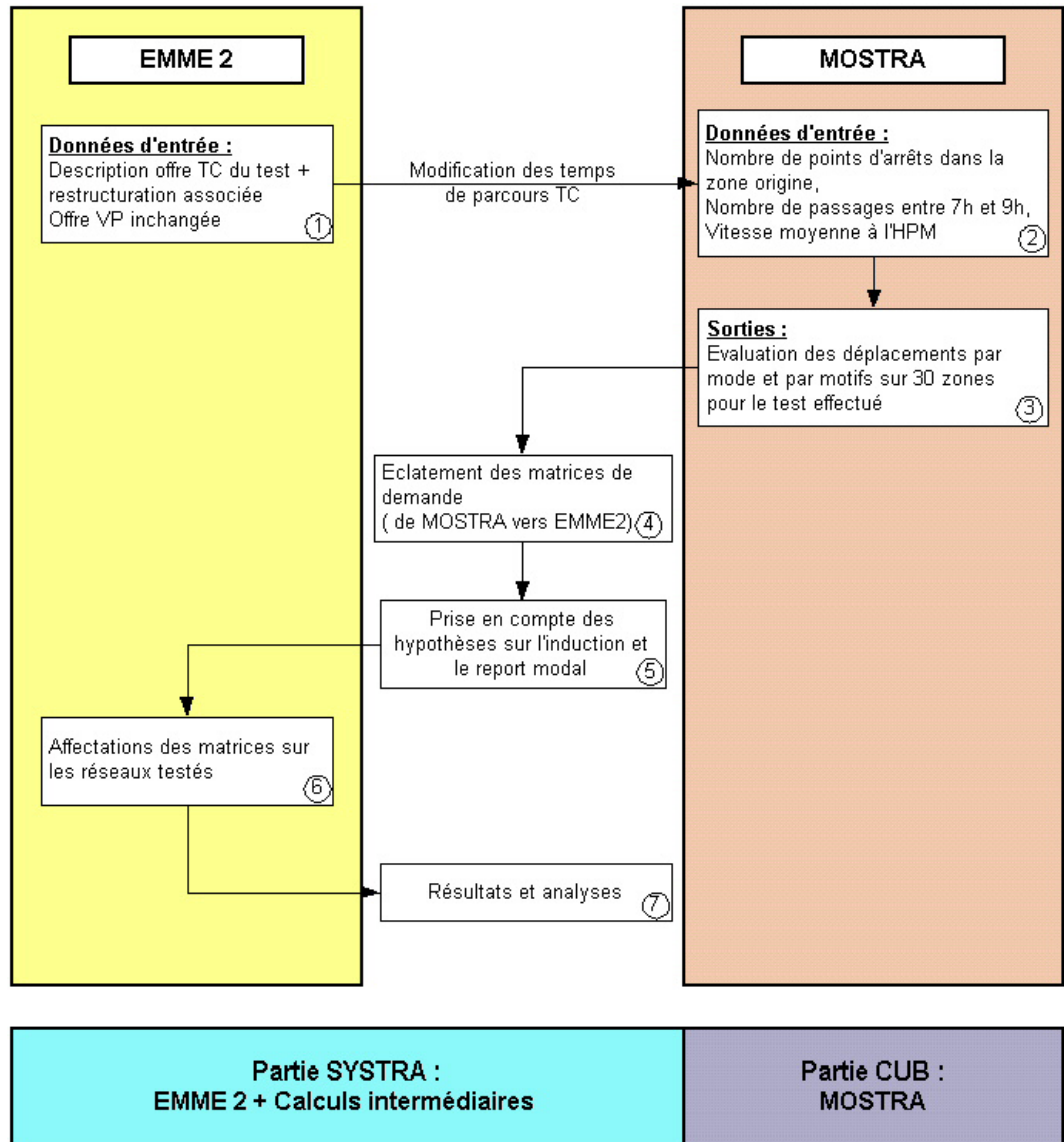 EMME 2
MOSTRA
Données d'entrée :
Description offre TC du test +
restructuration associée
Offre VP inchangée
1
Modification des temps
de parcours TC
Données d'entrée :
Nombre de points d'arrêts dans la
zone origine,
Nombre de passages entre 7h et 9h,
Vitesse moyenne à l'HPM
2
Sorties :
Evaluation des déplacements par
mode et par motifs sur 30 zones
pour le test effectué
3
Eclatement des matrices de
demande
( de MOSTRA vers EMME2)
4
Prise en compte des
hypothèses sur l'induction et
le report modal
5
Affectations des matrices sur
les réseaux testés
6
Résultats et analyses
7
Partie SYSTRA :
EMME 2 + Calculs intermédiaires
Partie CUB :
MOSTRA